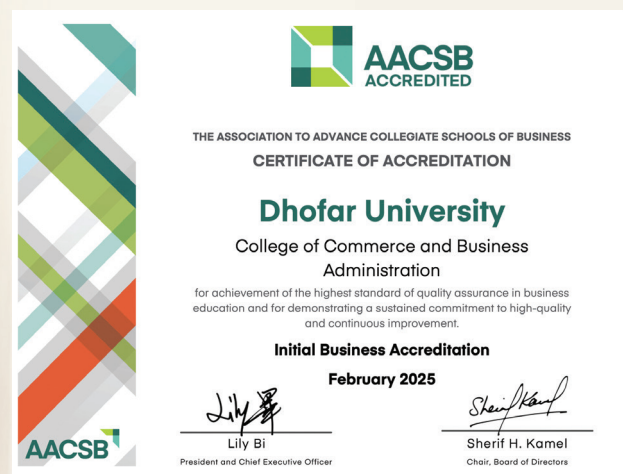 AACSB
ACCREDITED
THE ASSOCIATION TO ADVANCE COLLEGIATE SCHOOLS OF BUSINESS
CERTIFICATE OF ACCREDITATION
Dhofar University
College of Commerce and Business
Administration
for achievement of the highest standard of quality assurance in business
education and for demonstrating a sustained commitment to high-quality
and continuous improvement.
Initial Business Accreditation
February 2025
Lily
Sherif Kamel
Lily Bi
Sherif H. Kamel
President and Chief Executive Officer
Chair, Board of Directors
AACSB